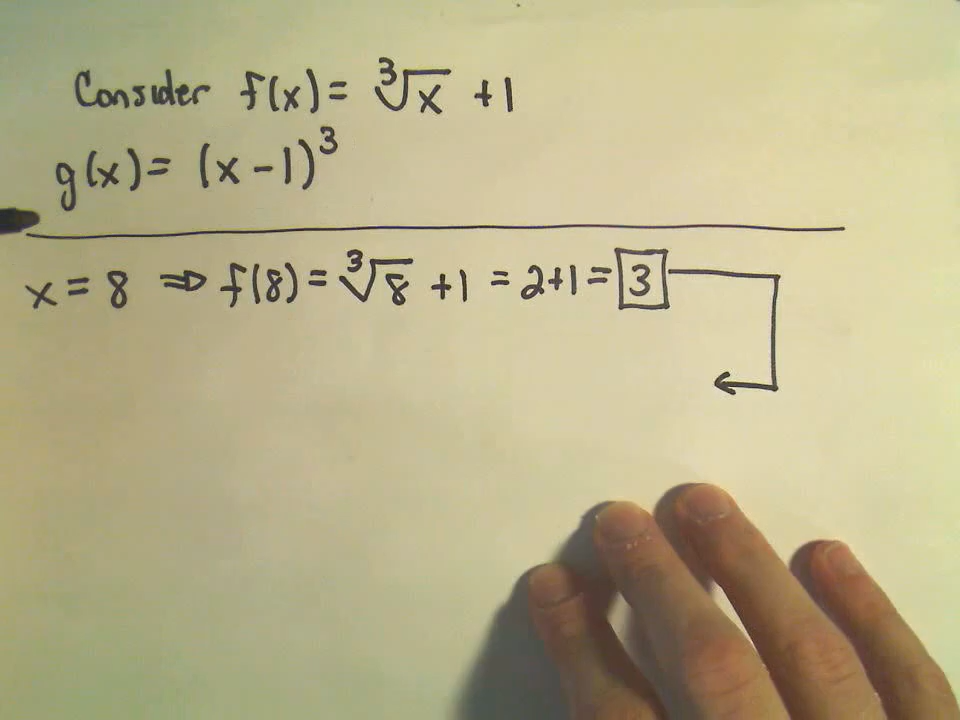 Consider f(x) = ∛x + 1
g(x) = (x - 1)³
x = 8 ⇒ f(8) = ∛8 + 1 = 2+1 = 3